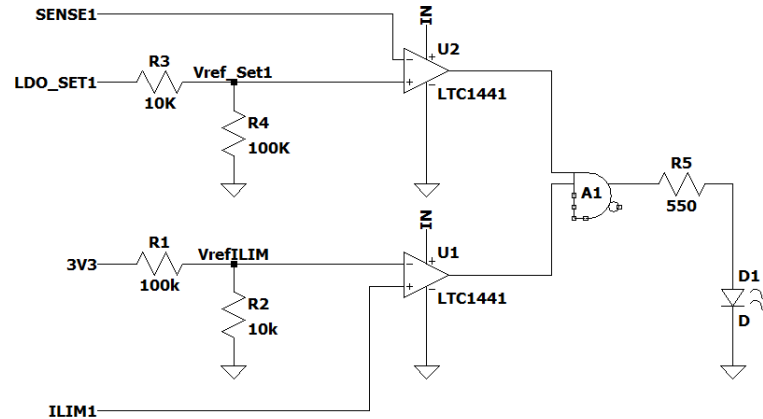 SENSE1
IN
U2
R3
Vref_Set1
LDO_SET1
10K
LTC1441
R4
100K
A1
R5
550
IN
R1
VrefILIM
U1
3V3
100k
R2
10k
LTC1441
D1
D
ILIM1